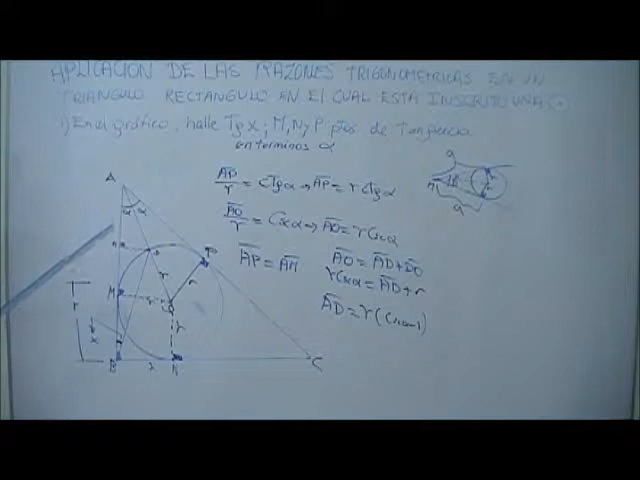 APLICACION DE LAS RAZONES TRIGONOMETRICAS EN UN
TRIANGULO RECTANGULO EN EL CUAL ESTA INSCRITO UNA
1) En el gráfico, halle Tg x; M, N y P ptos. de Tangencia
en terminos α
AP/r = Ctgα ⇒ AP = r Ctgα
AO/r = Cscα ⇒ AO = r Cscα
AP = AM
AO = AD + DO
r Cscα = AD + r
AD = r(Cscα-1)
A
α α
D
P
r r
M r
O
r r
x
B N C